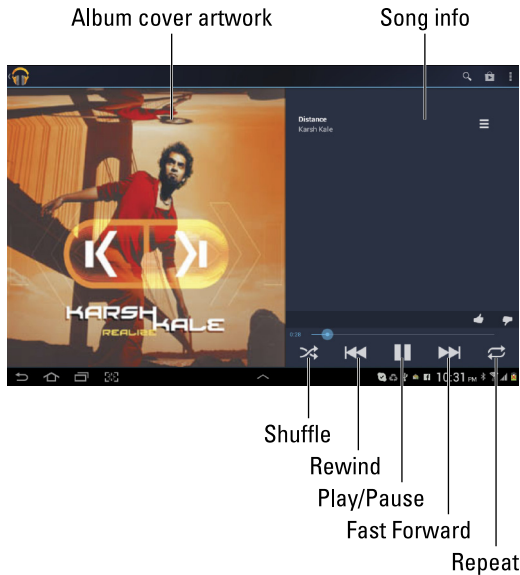 Album cover artwork
Song info
Distance
Karsh Kale
KARSH
KALE
REALIZE
0:26
10:31 PM
Shuffle
Rewind
Play/Pause
Fast Forward
Repeat